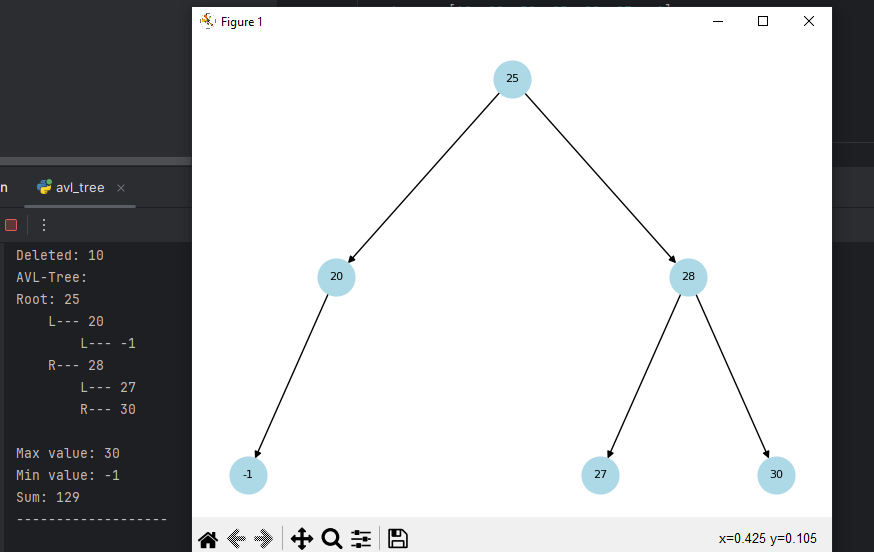 Figure 1
25
n avl_tree
Deleted: 10
AVL-Tree:
Root: 25
L--- 20
L--- -1
R--- 28
L--- 27
R--- 30
Max value: 30
Min value: -1
Sum: 129
-------------------
20
28
-1
27
30
x=0.425 y=0.105